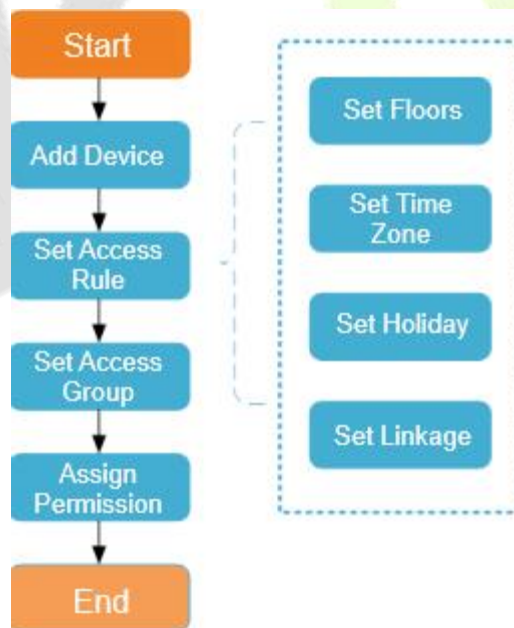 Start
Add Device
Set Access
Rule
Set Access
Group
Assign
Permission
End
Set Floors
Set Time
Zone
Set Holiday
Set Linkage